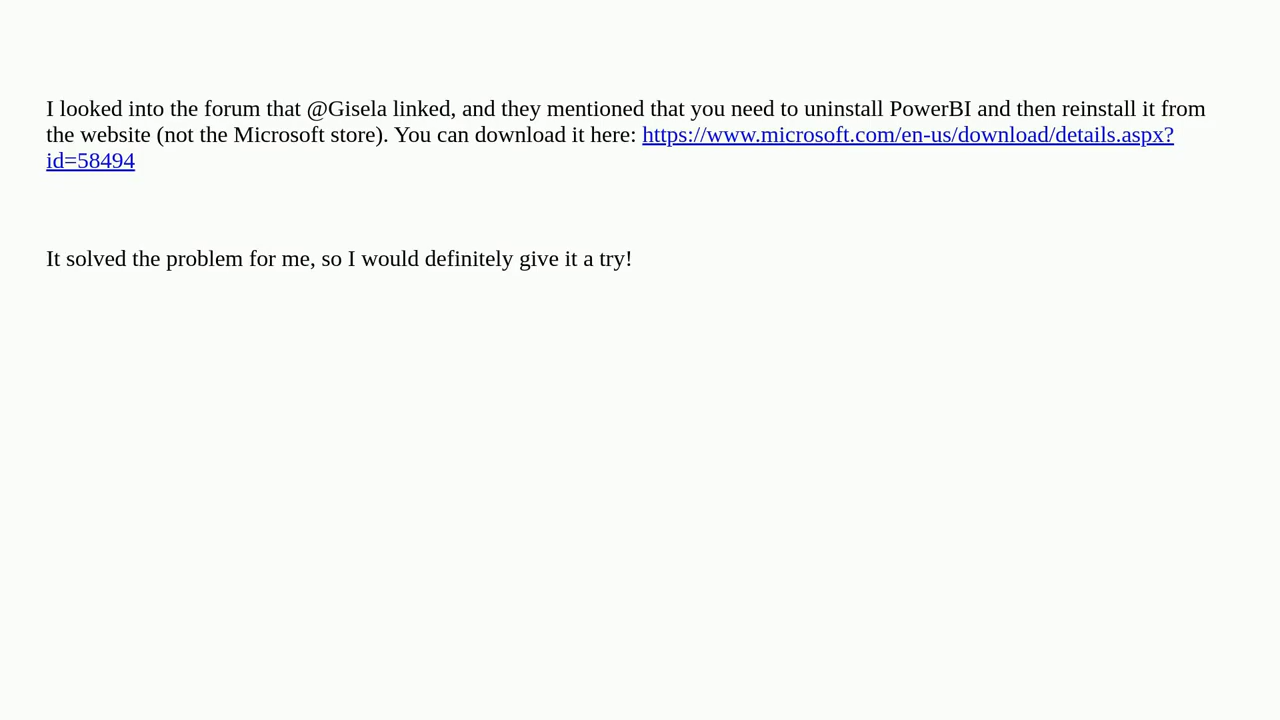 I looked into the forum that @Gisela linked, and they mentioned that you need to uninstall PowerBI and then reinstall it from
the website (not the Microsoft store). You can download it here: https://www.microsoft.com/en-us/download/details.aspx?
id=58494
It solved the problem for me, so I would definitely give it a try!